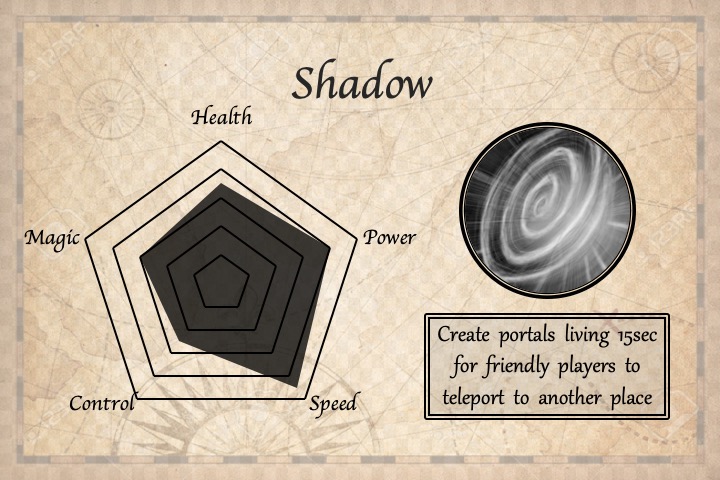 Shadow
Health
Magic
Power
Control
Speed
Create portals living 15sec
for friendly players to
teleport to another place